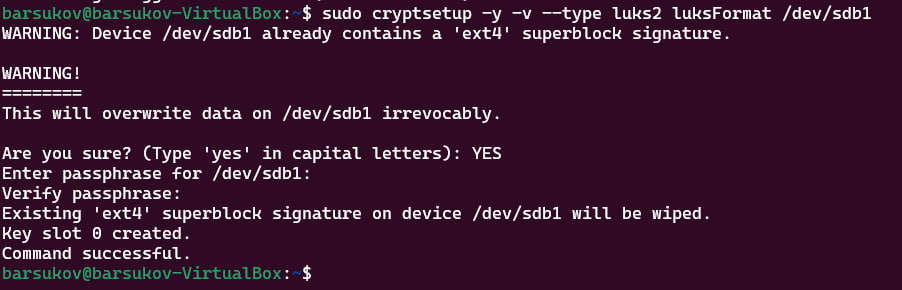 barsukov@barsukov-VirtualBox:~$ sudo cryptsetup -y -v --type luks2 luksFormat /dev/sdb1
WARNING: Device /dev/sdb1 already contains a 'ext4' superblock signature.
WARNING!
========
This will overwrite data on /dev/sdb1 irrevocably.
Are you sure? (Type 'yes' in capital letters): YES
Enter passphrase for /dev/sdb1:
Verify passphrase:
Existing 'ext4' superblock signature on device /dev/sdb1 will be wiped.
Key slot 0 created.
Command successful.
barsukov@barsukov-VirtualBox:~$